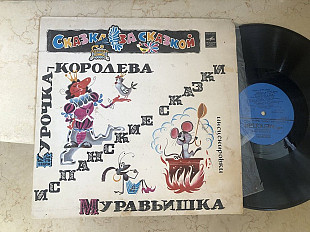 Сказка за сказкой
КУРОЧКА-
КОРОЛЕВА
ИСПАНСКИЕ СКАЗКИ
инсценировки
МУРАВЬИШКА